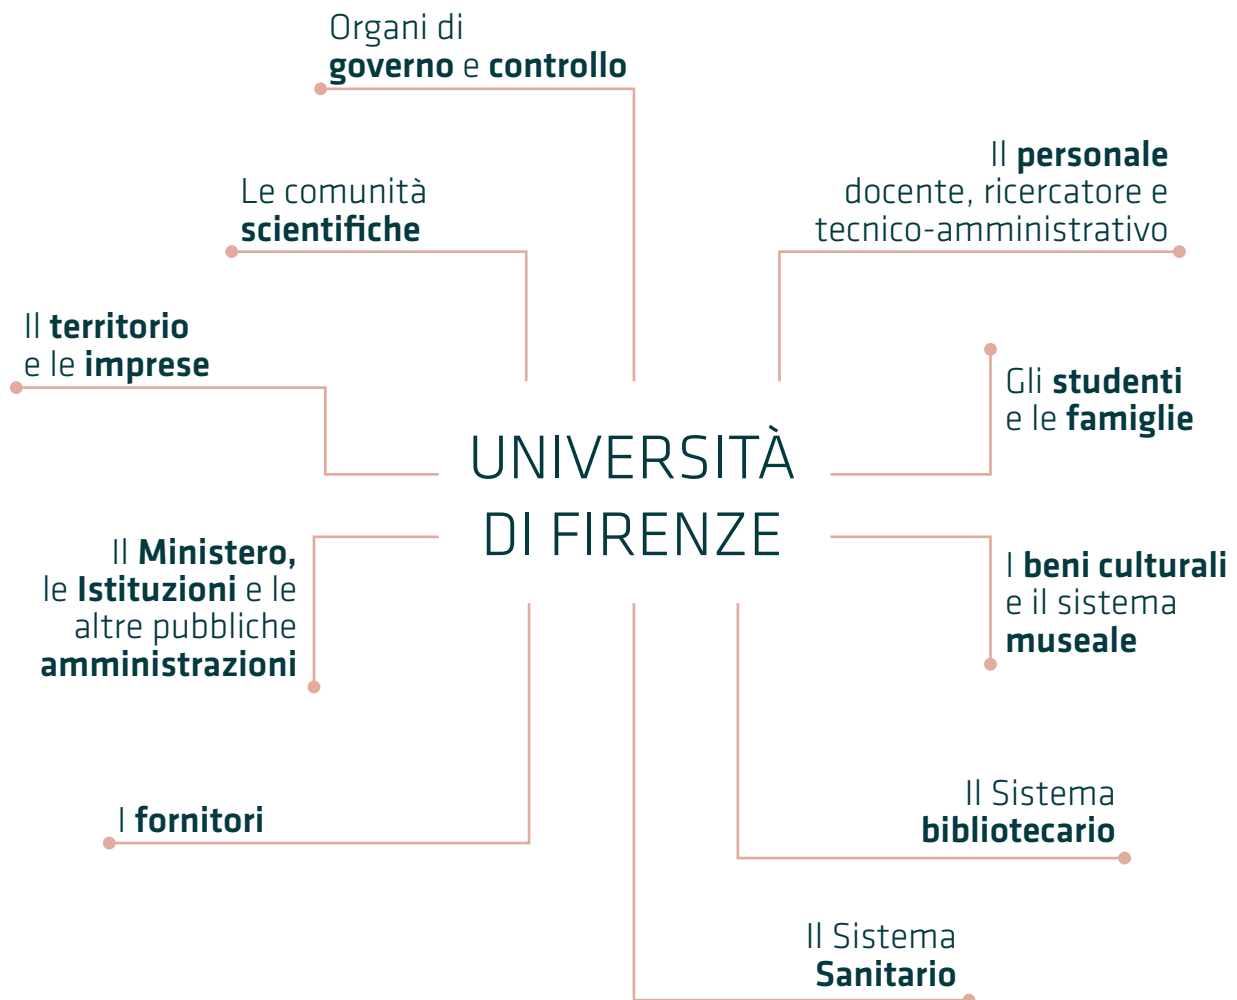 Organi di
governo e controllo
Il personale
docente, ricercatore e
tecnico-amministrativo
Le comunità
scientifiche
Il territorio
e le imprese
Gli studenti
e le famiglie
UNIVERSITÀ
DI FIRENZE
Il Ministero,
le Istituzioni e le
altre pubbliche
amministrazioni
I beni culturali
e il sistema
museale
I fornitori
Il Sistema
bibliotecario
Il Sistema
Sanitario